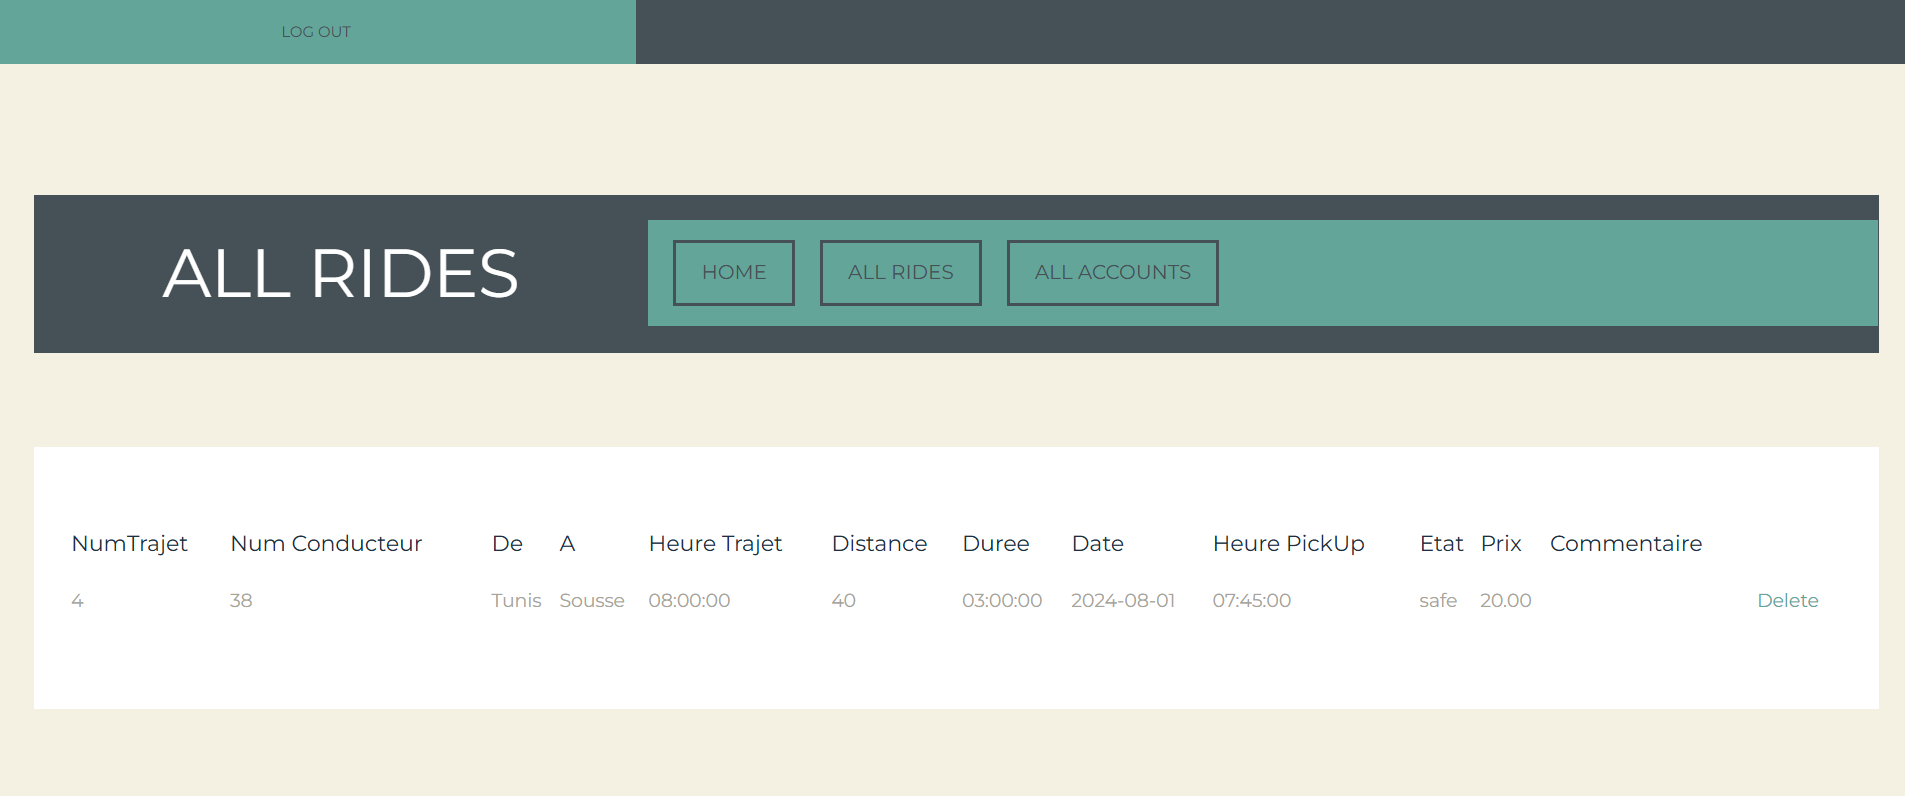 LOG OUT
ALL RIDES
HOME ALL RIDES ALL ACCOUNTS
NumTrajet Num Conducteur De A Heure Trajet Distance Duree Date Heure PickUp Etat Prix Commentaire
4 38 Tunis Sousse 08:00:00 40 03:00:00 2024-08-01 07:45:00 safe 20.00 Delete